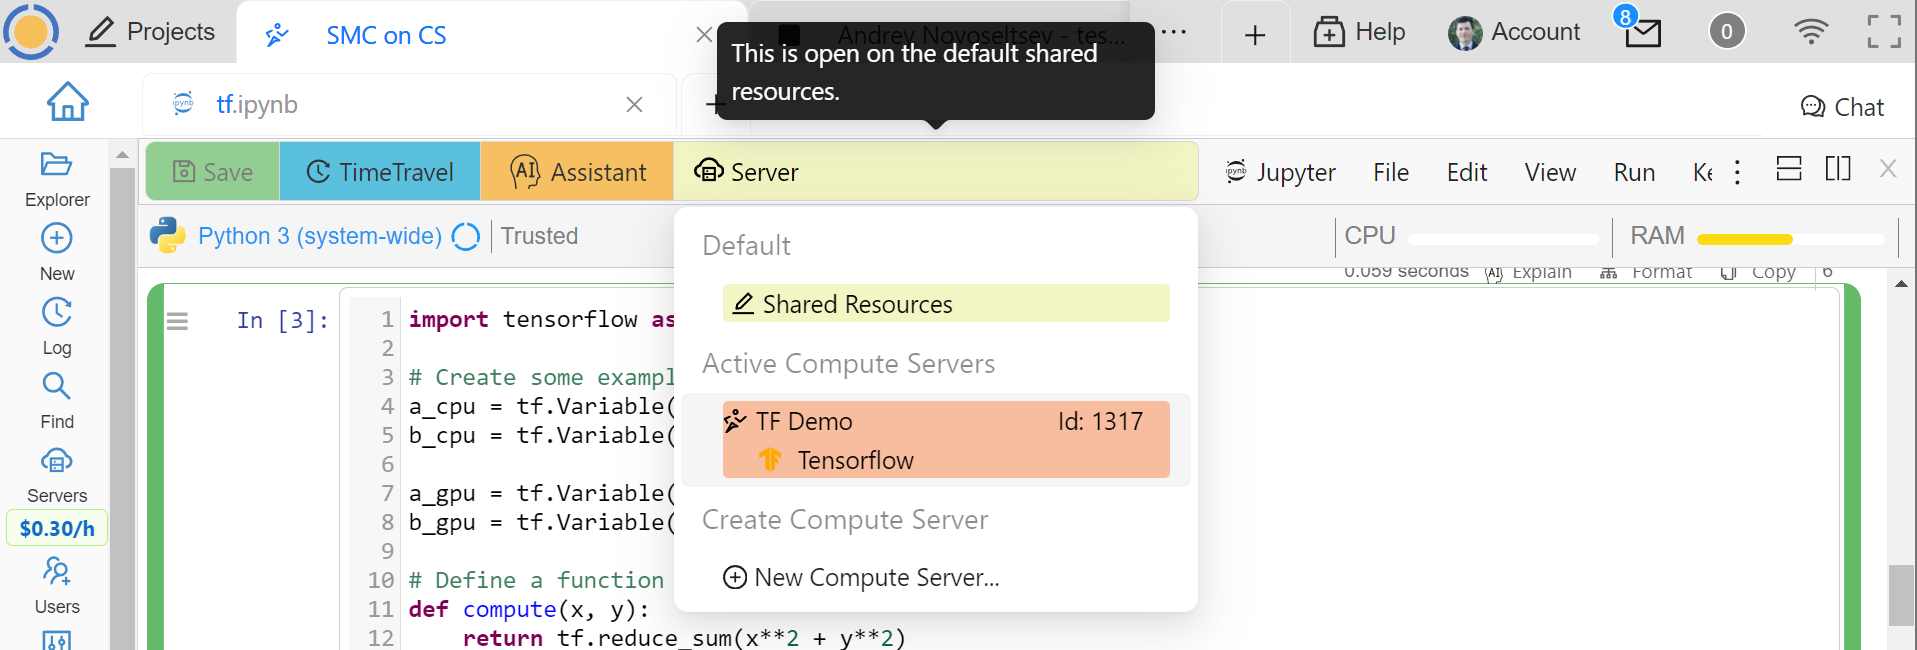 Projects
SMC on CS
Andrey Novoseltsev - tes...
Help
Account
8
0
This is open on the default shared
resources.
ipynb
tf.ipynb
Chat
Save
TimeTravel
AI
Assistant
Server
ipynb
Jupyter
File
Edit
View
Run
Explorer
New
Log
Find
Servers
$0.30/h
Users
Python 3 (system-wide)
Trusted
CPU
RAM
0.059 seconds
AI
Explain
Format
Copy
6
Default
Shared Resources
Active Compute Servers
TF Demo
Id: 1317
Tensorflow
Create Compute Server
New Compute Server...
In [3]:
1 import tensorflow as
2
3 # Create some exampl
4 a_cpu = tf.Variable(
5 b_cpu = tf.Variable(
6
7 a_gpu = tf.Variable(
8 b_gpu = tf.Variable(
9
10 # Define a function
11 def compute(x, y):
12 return tf.reduce_sum(x**2 + y**2)